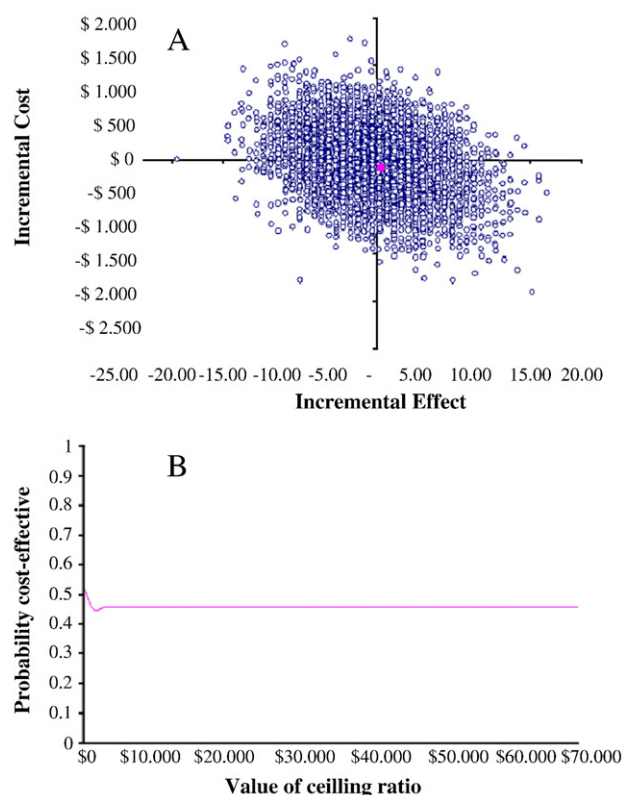 A
$ 2.000
$ 1.500
$ 1.000
$ 500
$ 0
-$ 500
-$ 1.000
-$ 1.500
-$ 2.000
-$ 2.500
Incremental Cost
-25.00 -20.00 -15.00 -10.00 -5.00 - 5.00 10.00 15.00 20.00
Incremental Effect
B
1
0.9
0.8
0.7
0.6
0.5
0.4
0.3
0.2
0.1
0
Probability cost-effective
$0 $10.000 $20.000 $30.000 $40.000 $50.000 $60.000 $70.000
Value of ceilling ratio